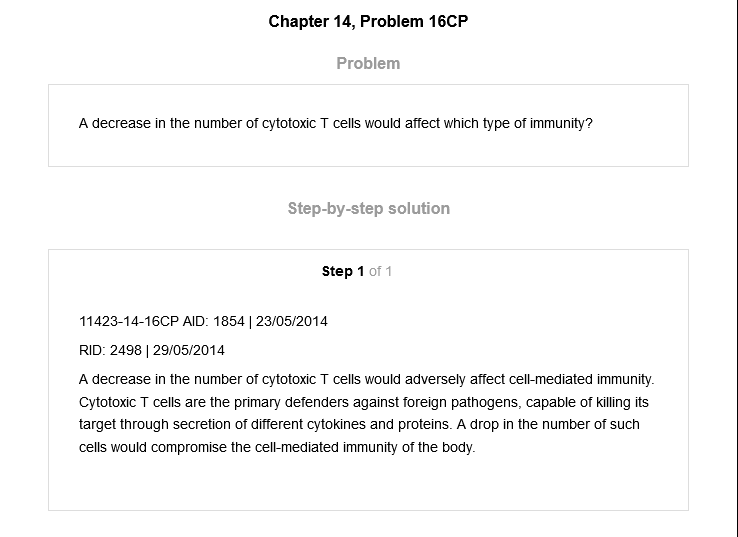 Chapter 14, Problem 16CP
Problem
A decrease in the number of cytotoxic T cells would affect which type of immunity?
Step-by-step solution
Step 1 of 1
11423-14-16CP AID: 1854 | 23/05/2014
RID: 2498 | 29/05/2014
A decrease in the number of cytotoxic T cells would adversely affect cell-mediated immunity.
Cytotoxic T cells are the primary defenders against foreign pathogens, capable of killing its
target through secretion of different cytokines and proteins. A drop in the number of such
cells would compromise the cell-mediated immunity of the body.